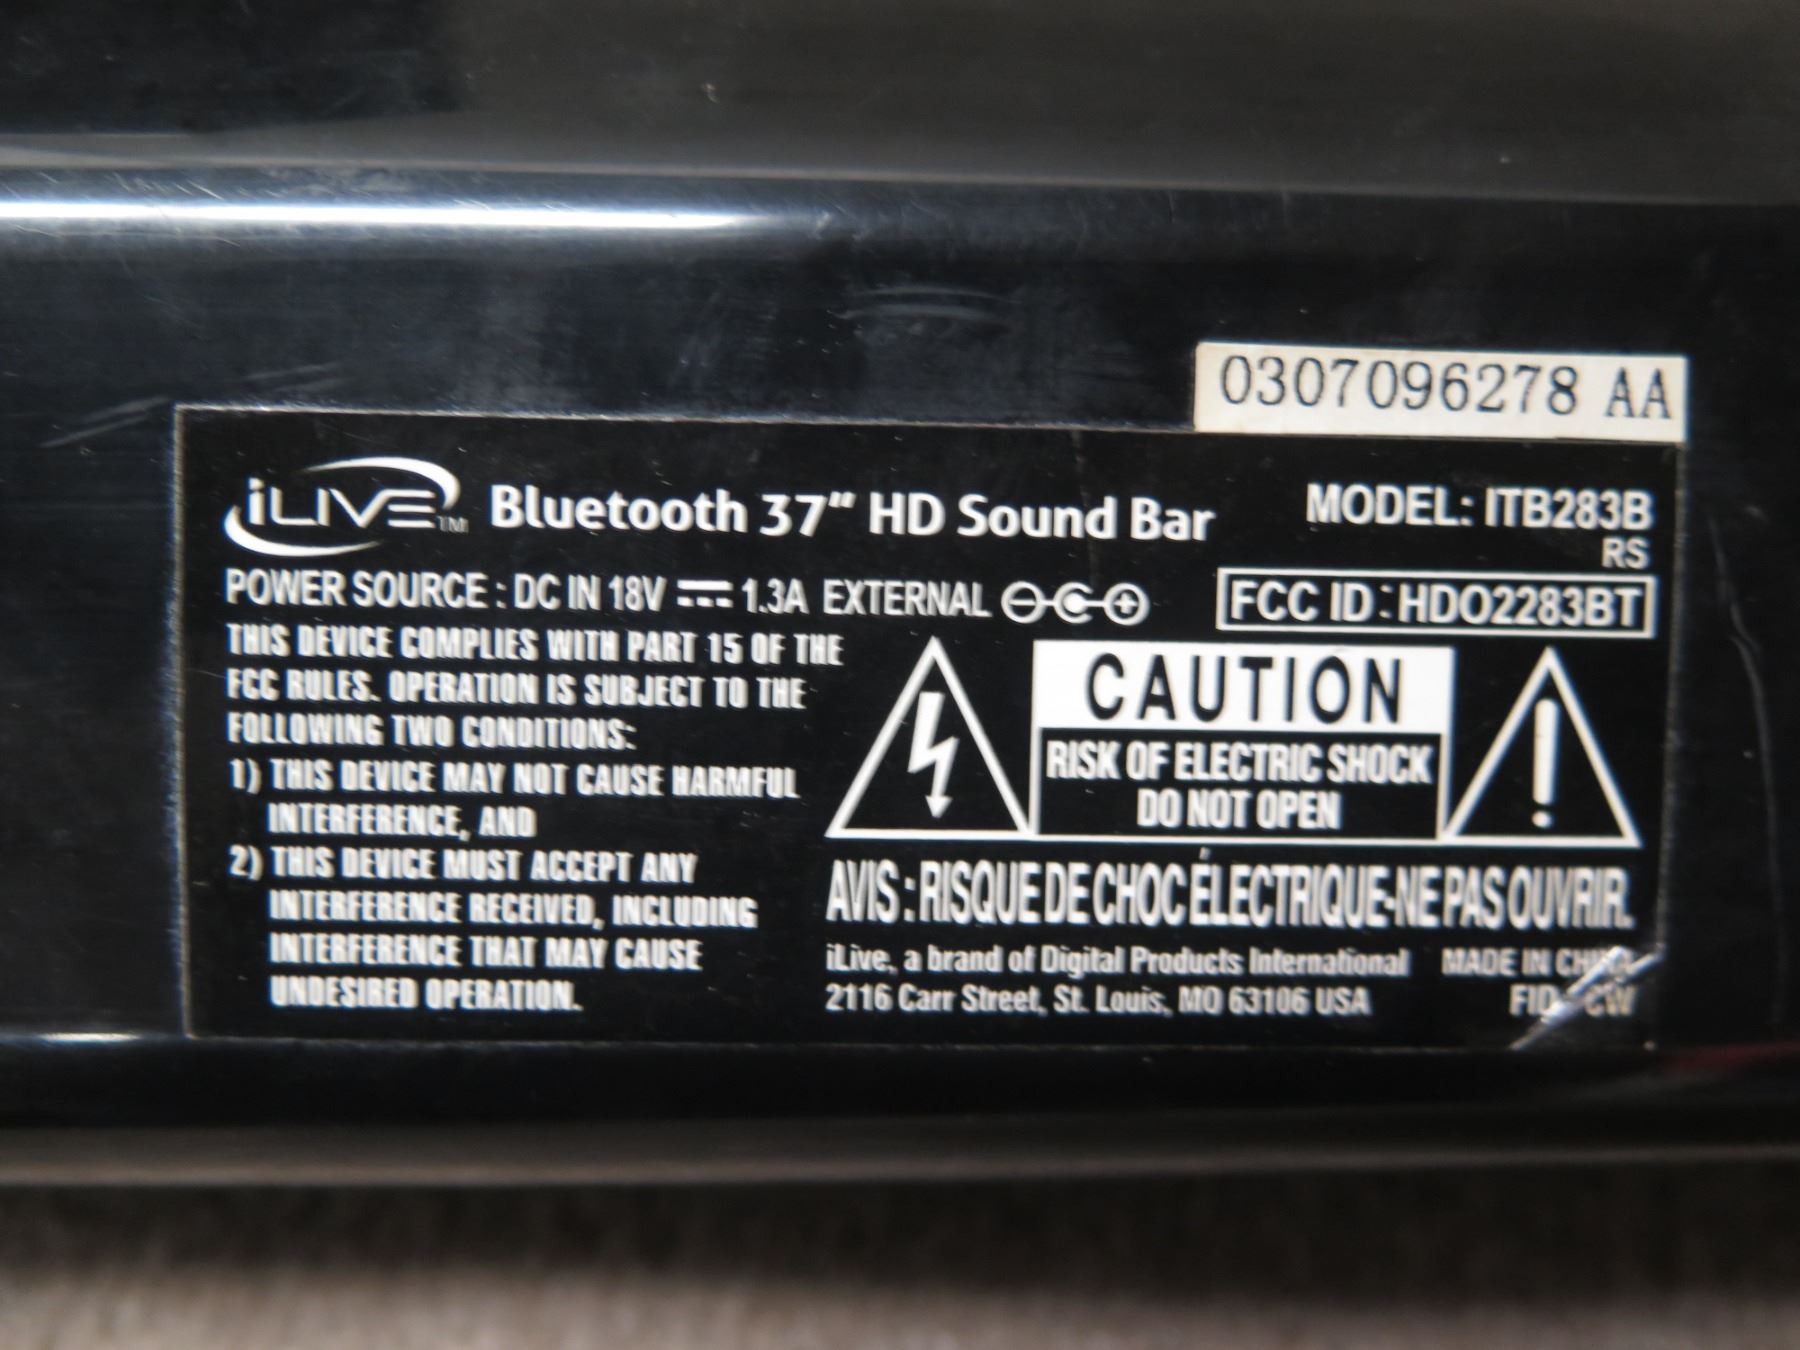 0307096278 AA
iLIVE™ Bluetooth 37" HD Sound Bar
MODEL: ITB283B
RS
POWER SOURCE : DC IN 18V ⎓ 1.3A EXTERNAL
FCC ID : HDO2283BT
THIS DEVICE COMPLIES WITH PART 15 OF THE
FCC RULES. OPERATION IS SUBJECT TO THE
FOLLOWING TWO CONDITIONS:
1) THIS DEVICE MAY NOT CAUSE HARMFUL
INTERFERENCE, AND
2) THIS DEVICE MUST ACCEPT ANY
INTERFERENCE RECEIVED, INCLUDING
INTERFERENCE THAT MAY CAUSE
UNDESIRED OPERATION.
CAUTION
RISK OF ELECTRIC SHOCK
DO NOT OPEN
AVIS : RISQUE DE CHOC ÉLECTRIQUE-NE PAS OUVRIR.
iLive, a brand of Digital Products International
2116 Carr Street, St. Louis, MO 63106 USA
MADE IN CHINA